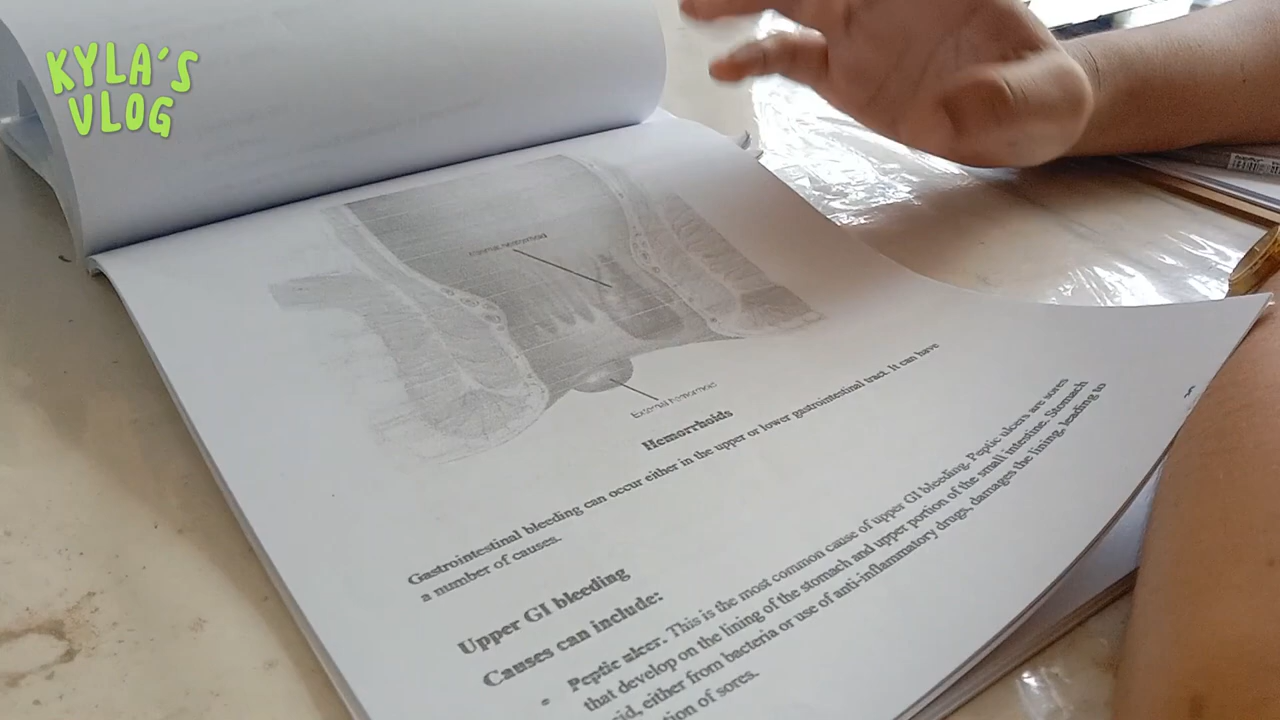 KYLA'S
VLOG
External hemorrhoid
Hemorrhoids
Gastrointestinal bleeding can occur either in the upper or lower gastrointestinal tract. It can have
a number of causes.
Upper GI bleeding
Causes can include:
• Peptic ulcer. This is the most common cause of upper GI bleeding. Peptic ulcers are sores
that develop on the lining of the stomach and upper portion of the small intestine. Stomach
either from bacteria or use of anti-inflammatory drugs, damages the lining, leading to
of sores.